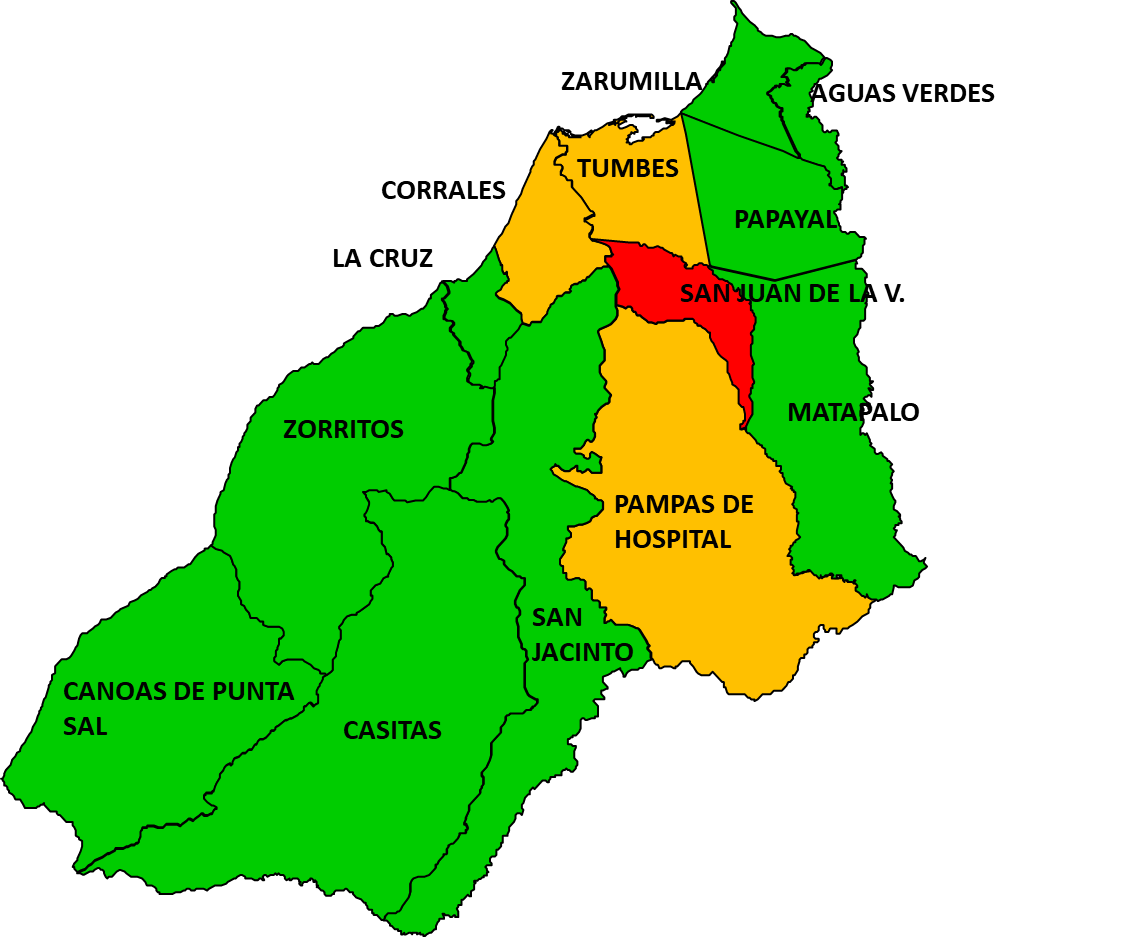 ZARUMILLA
AGUAS VERDES
TUMBES
CORRALES
PAPAYAL
LA CRUZ
SAN JUAN DE LA V.
MATAPALO
ZORRITOS
PAMPAS DE
HOSPITAL
SAN
JACINTO
CANOAS DE PUNTA
SAL
CASITAS